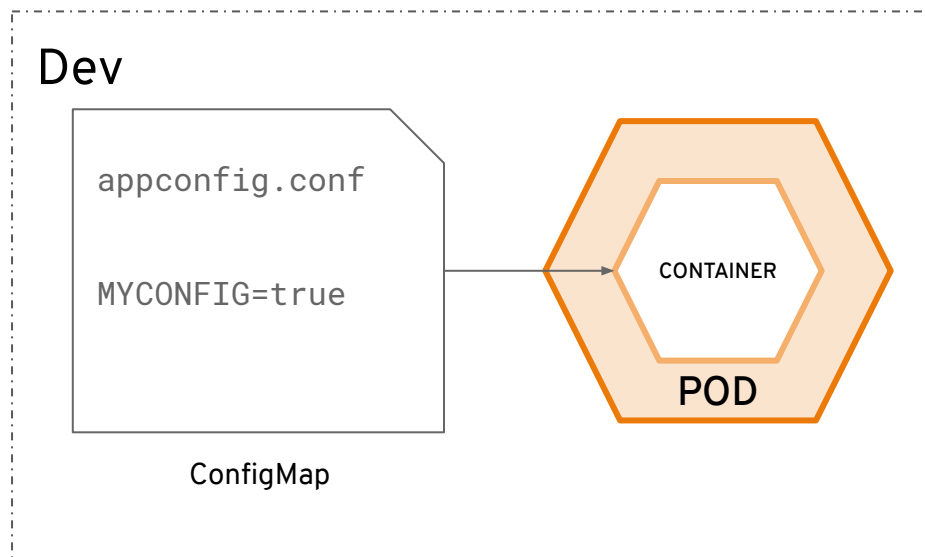 Dev
appconfig.conf
MYCONFIG=true
ConfigMap
CONTAINER
POD